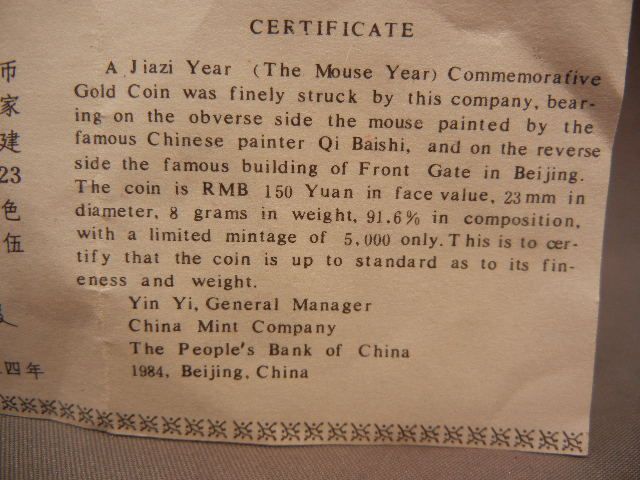 币
家
建
23
色
伍
四年
CERTIFICATE
A Jiazi Year (The Mouse Year) Commemorative
Gold Coin was finely struck by this company, bear-
ing on the obverse side the mouse painted by the
famous Chinese painter Qi Baishi, and on the reverse
side the famous building of Front Gate in Beijing.
The coin is RMB 150 Yuan in face value, 23mm in
diameter, 8 grams in weight, 91.6% in composition,
with a limited mintage of 5,000 only. This is to cer-
tify that the coin is up to standard as to its fin-
eness and weight.
Yin Yi, General Manager
China Mint Company
The People's Bank of China
1984, Beijing, China